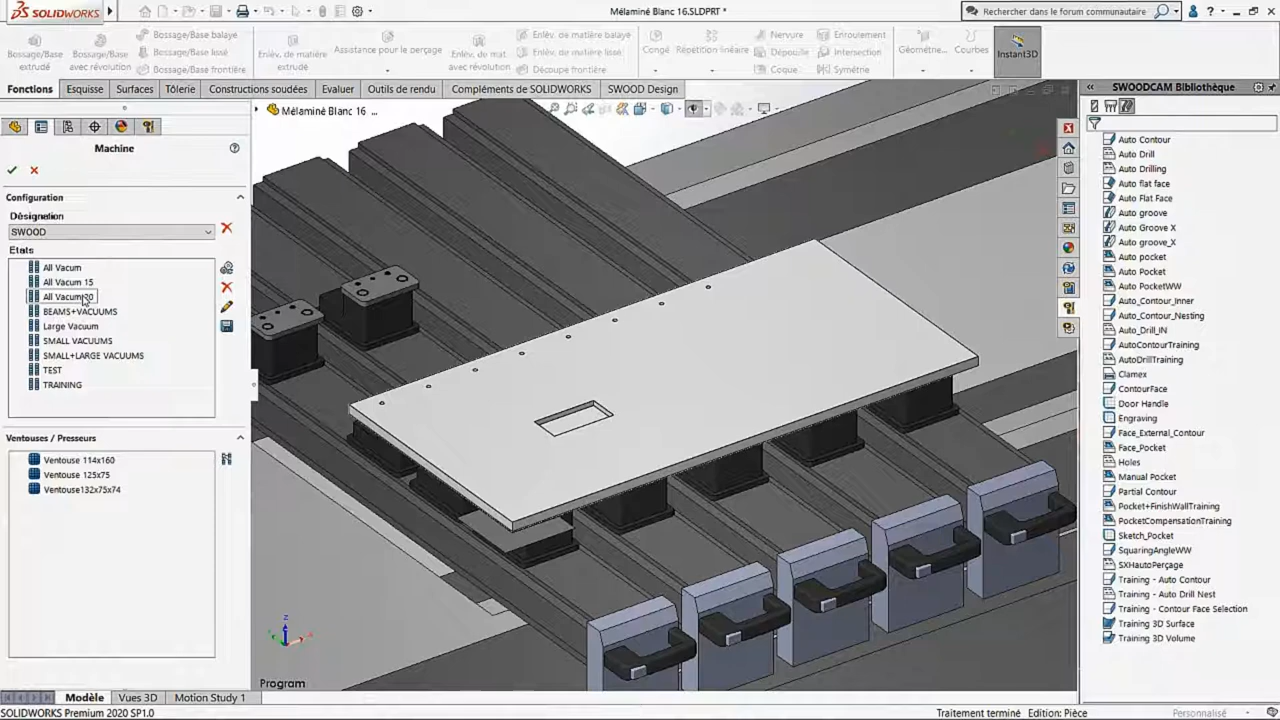 SOLIDWORKS
Mélaminé Blanc 16.SLDPRT *
Rechercher dans le forum communautaire
Bossage/Base extrudé
Bossage/Base avec révolution
Bossage/Base balayé
Bossage/Base lissé
Bossage/Base frontière
Enlèv. de matière extrudé
Assistance pour le perçage
Enlèv. de mat avec révolution
Enlèv. de matière balayé
Enlèv. de matière lissé
Découpe frontière
Congé
Répétition linéaire
Nervure
Dépouille
Coque
Enroulement
Intersection
Symétrie
Géométrie...
Courbes
Instant3D
Fonctions
Esquisse
Surfaces
Tôlerie
Constructions soudées
Evaluer
Outils de rendu
Compléments de SOLIDWORKS
SWOOD Design
Mélaminé Blanc 16 ...
Machine
Configuration
Désignation
SWOOD
Etats
All Vacum
All Vacum 15
All Vacum 30
BEAMS+VACUUMS
Large Vacuum
SMALL VACUUMS
SMALL+LARGE VACUUMS
TEST
TRAINING
Ventouses / Presseurs
Ventouse 114x160
Ventouse 125x75
Ventouse132x75x74
Z
Program
SWOODCAM Bibliothèque
Auto Contour
Auto Drill
Auto Drilling
Auto flat face
Auto Flat Face
Auto groove
Auto Groove X
Auto groove_X
Auto pocket
Auto Pocket
Auto PocketWW
Auto_Contour_Inner
Auto_Contour_Nesting
Auto_Drill_IN
AutoContourTraining
AutoDrillTraining
Clamex
ContourFace
Door Handle
Engraving
Face_External_Contour
Face_Pocket
Holes
Manual Pocket
Partial Contour
Pocket+FinishWallTraining
PocketCompensationTraining
Sketch_Pocket
SquaringAngleWW
SXHautoPerçage
Training - Auto Contour
Training - Auto Drill Nest
Training - Contour Face Selection
Training 3D Surface
Training 3D Volume
Modèle
Vues 3D
Motion Study 1
SOLIDWORKS Premium 2020 SP1.0
Traitement terminé
Edition: Pièce
Personnalisé